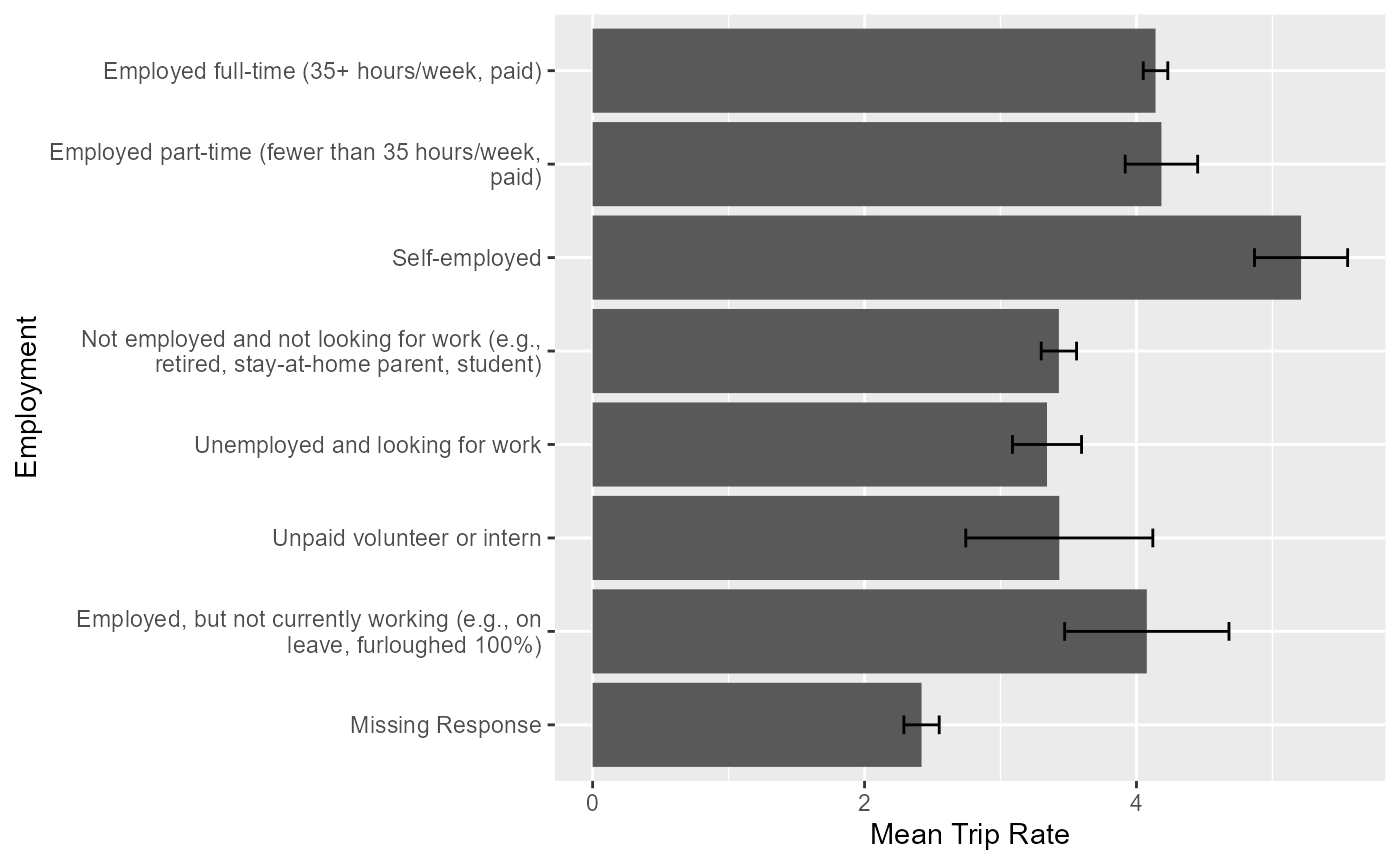 Employed full-time (35+ hours/week, paid)
Employed part-time (fewer than 35 hours/week,
paid)
Self-employed
Not employed and not looking for work (e.g.,
retired, stay-at-home parent, student)
Unemployed and looking for work
Unpaid volunteer or intern
Employed, but not currently working (e.g., on
leave, furloughed 100%)
Missing Response
Employment
0 2 4
Mean Trip Rate